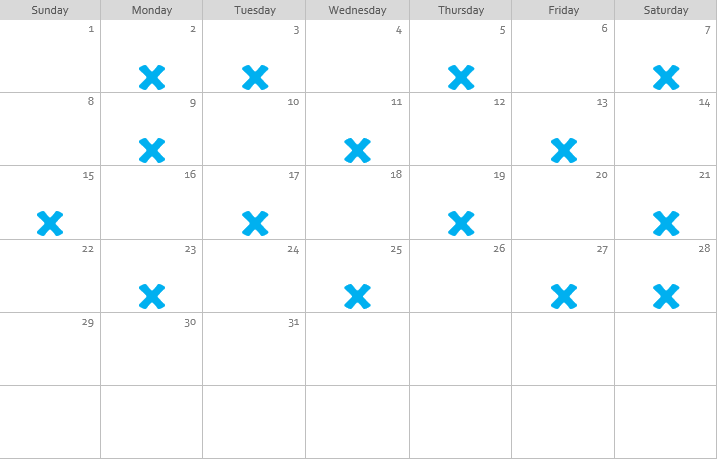 Sunday Monday Tuesday Wednesday Thursday Friday Saturday
1 2 3 4 5 6 7
8 9 10 11 12 13 14
15 16 17 18 19 20 21
22 23 24 25 26 27 28
29 30 31